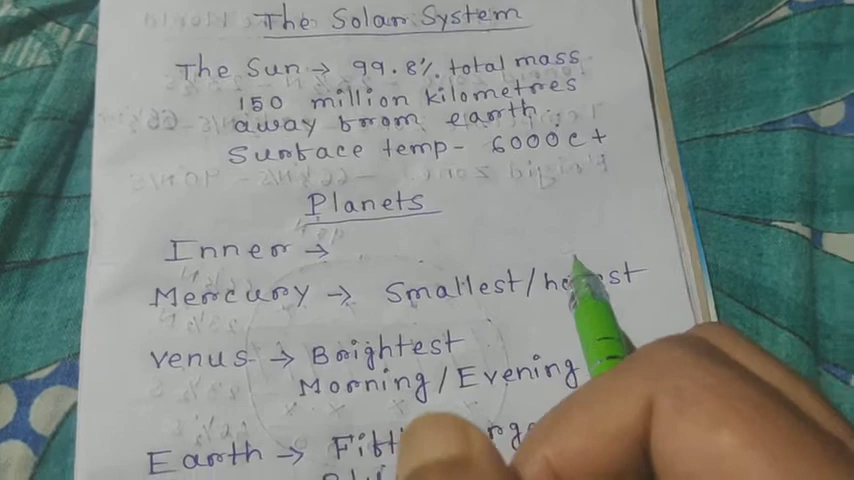 The Solar System
The Sun → 99.8% total mass
150 million kilometres
away from earth.
Surface temp- 6000c+
Planets
Inner →
Mercury → Smallest/
Venus → Brightest
Morning/Evening
Earth →